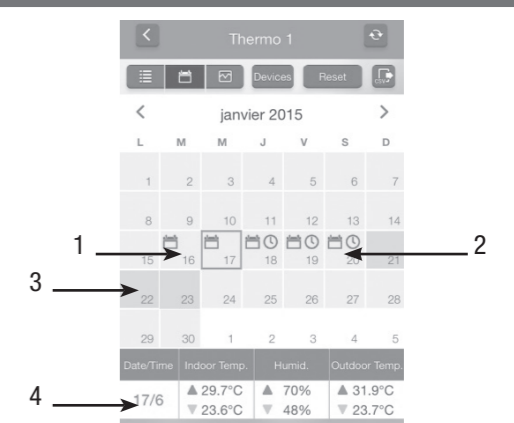 Thermo 1
Devices Reset CSV
janvier 2015
L M M J V S D
1 2 3 4 5 6 7
8 9 10 11 12 13 14
15 16 17 18 19 20 21
22 23 24 25 26 27 28
29 30 1 2 3 4 5
Date/Time Indoor Temp. Humid. Outdoor Temp.
17/6 ▲ 29.7°C ▲ 70% ▲ 31.9°C
▼ 23.6°C ▼ 48% ▼ 23.7°C
1
2
3
4